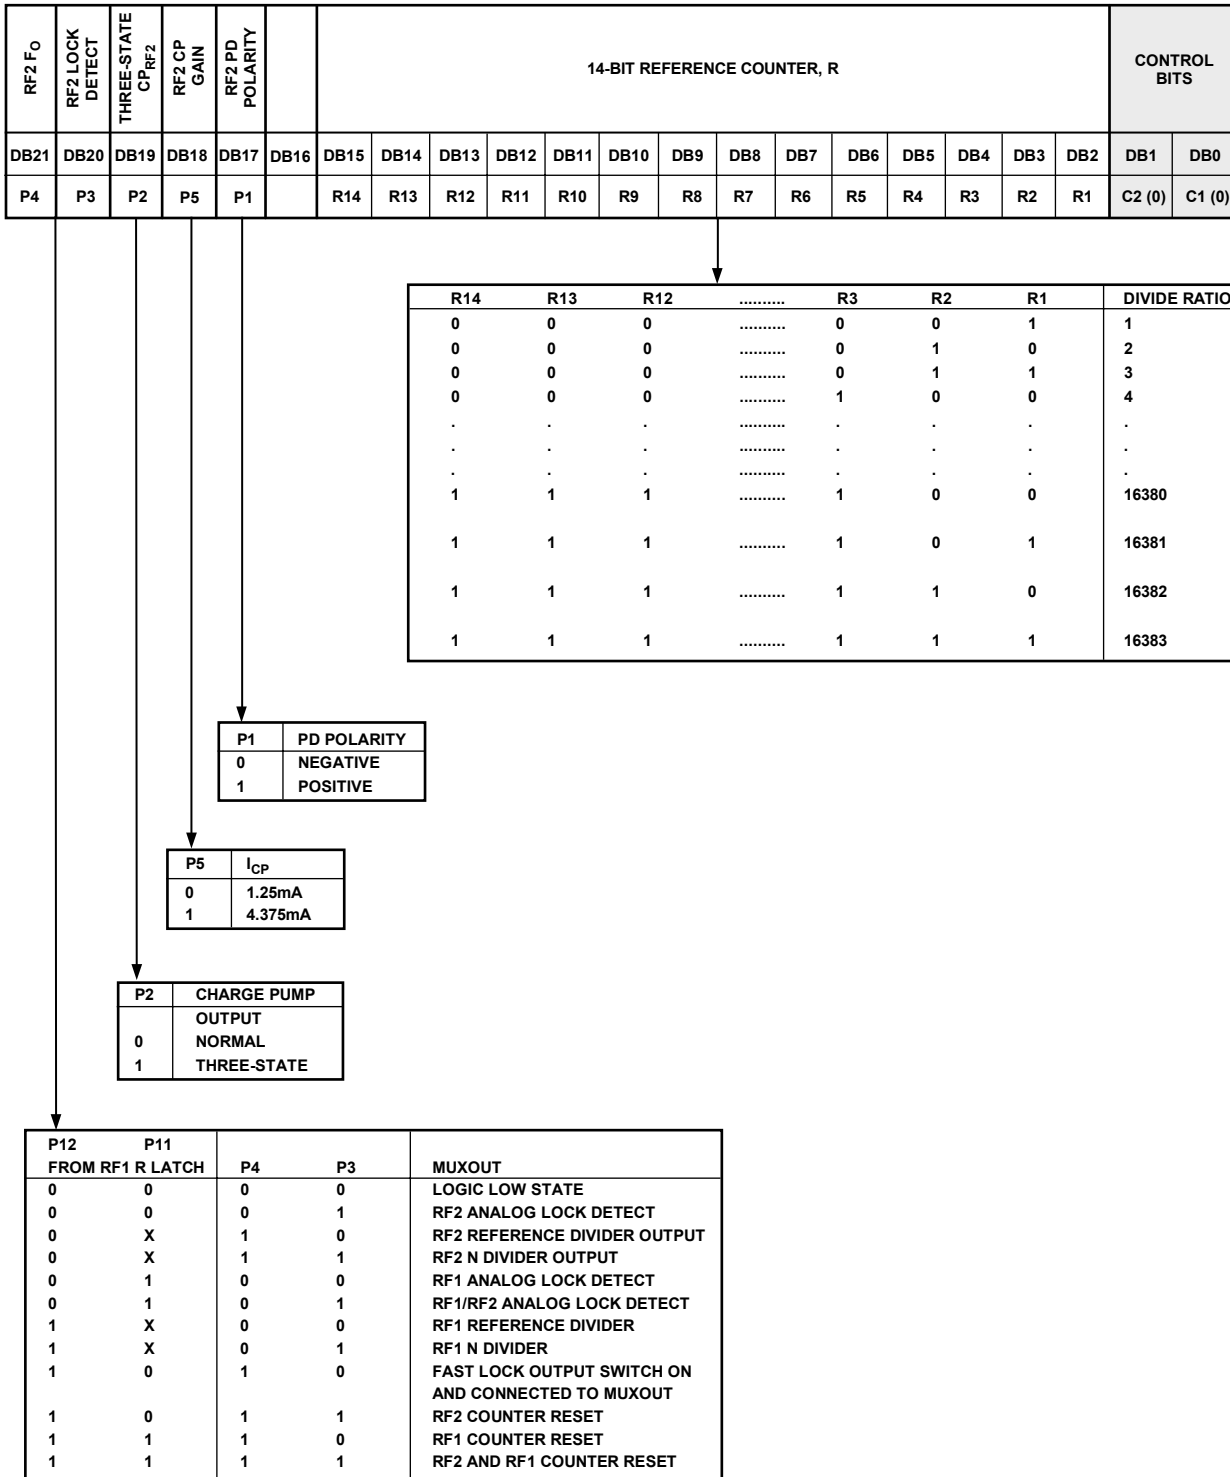 RF2 FO
RF2 LOCK DETECT
THREE-STATE CPRF2
RF2 CP GAIN
RF2 PD POLARITY
14-BIT REFERENCE COUNTER, R
CONTROL BITS
DB21 DB20 DB19 DB18 DB17 DB16 DB15 DB14 DB13 DB12 DB11 DB10 DB9 DB8 DB7 DB6 DB5 DB4 DB3 DB2 DB1 DB0
P4 P3 P2 P5 P1 R14 R13 R12 R11 R10 R9 R8 R7 R6 R5 R4 R3 R2 R1 C2 (0) C1 (0)
R14 R13 R12 .......... R3 R2 R1 DIVIDE RATIO
0 0 0 .......... 0 0 1 1
0 0 0 .......... 0 1 0 2
0 0 0 .......... 0 1 1 3
0 0 0 .......... 1 0 0 4
. . . .......... . . . .
. . . .......... . . . .
. . . .......... . . . .
1 1 1 .......... 1 0 0 16380
1 1 1 .......... 1 0 1 16381
1 1 1 .......... 1 1 0 16382
1 1 1 .......... 1 1 1 16383
P1 PD POLARITY
0 NEGATIVE
1 POSITIVE
P5 ICP
0 1.25mA
1 4.375mA
P2 CHARGE PUMP
OUTPUT
0 NORMAL
1 THREE-STATE
P12 P11
FROM RF1 R LATCH P4 P3 MUXOUT
0 0 0 0 LOGIC LOW STATE
0 0 0 1 RF2 ANALOG LOCK DETECT
0 X 1 0 RF2 REFERENCE DIVIDER OUTPUT
0 X 1 1 RF2 N DIVIDER OUTPUT
0 1 0 0 RF1 ANALOG LOCK DETECT
0 1 0 1 RF1/RF2 ANALOG LOCK DETECT
1 X 0 0 RF1 REFERENCE DIVIDER
1 X 0 1 RF1 N DIVIDER
1 0 1 0 FAST LOCK OUTPUT SWITCH ON
AND CONNECTED TO MUXOUT
1 0 1 1 RF2 COUNTER RESET
1 1 1 0 RF1 COUNTER RESET
1 1 1 1 RF2 AND RF1 COUNTER RESET